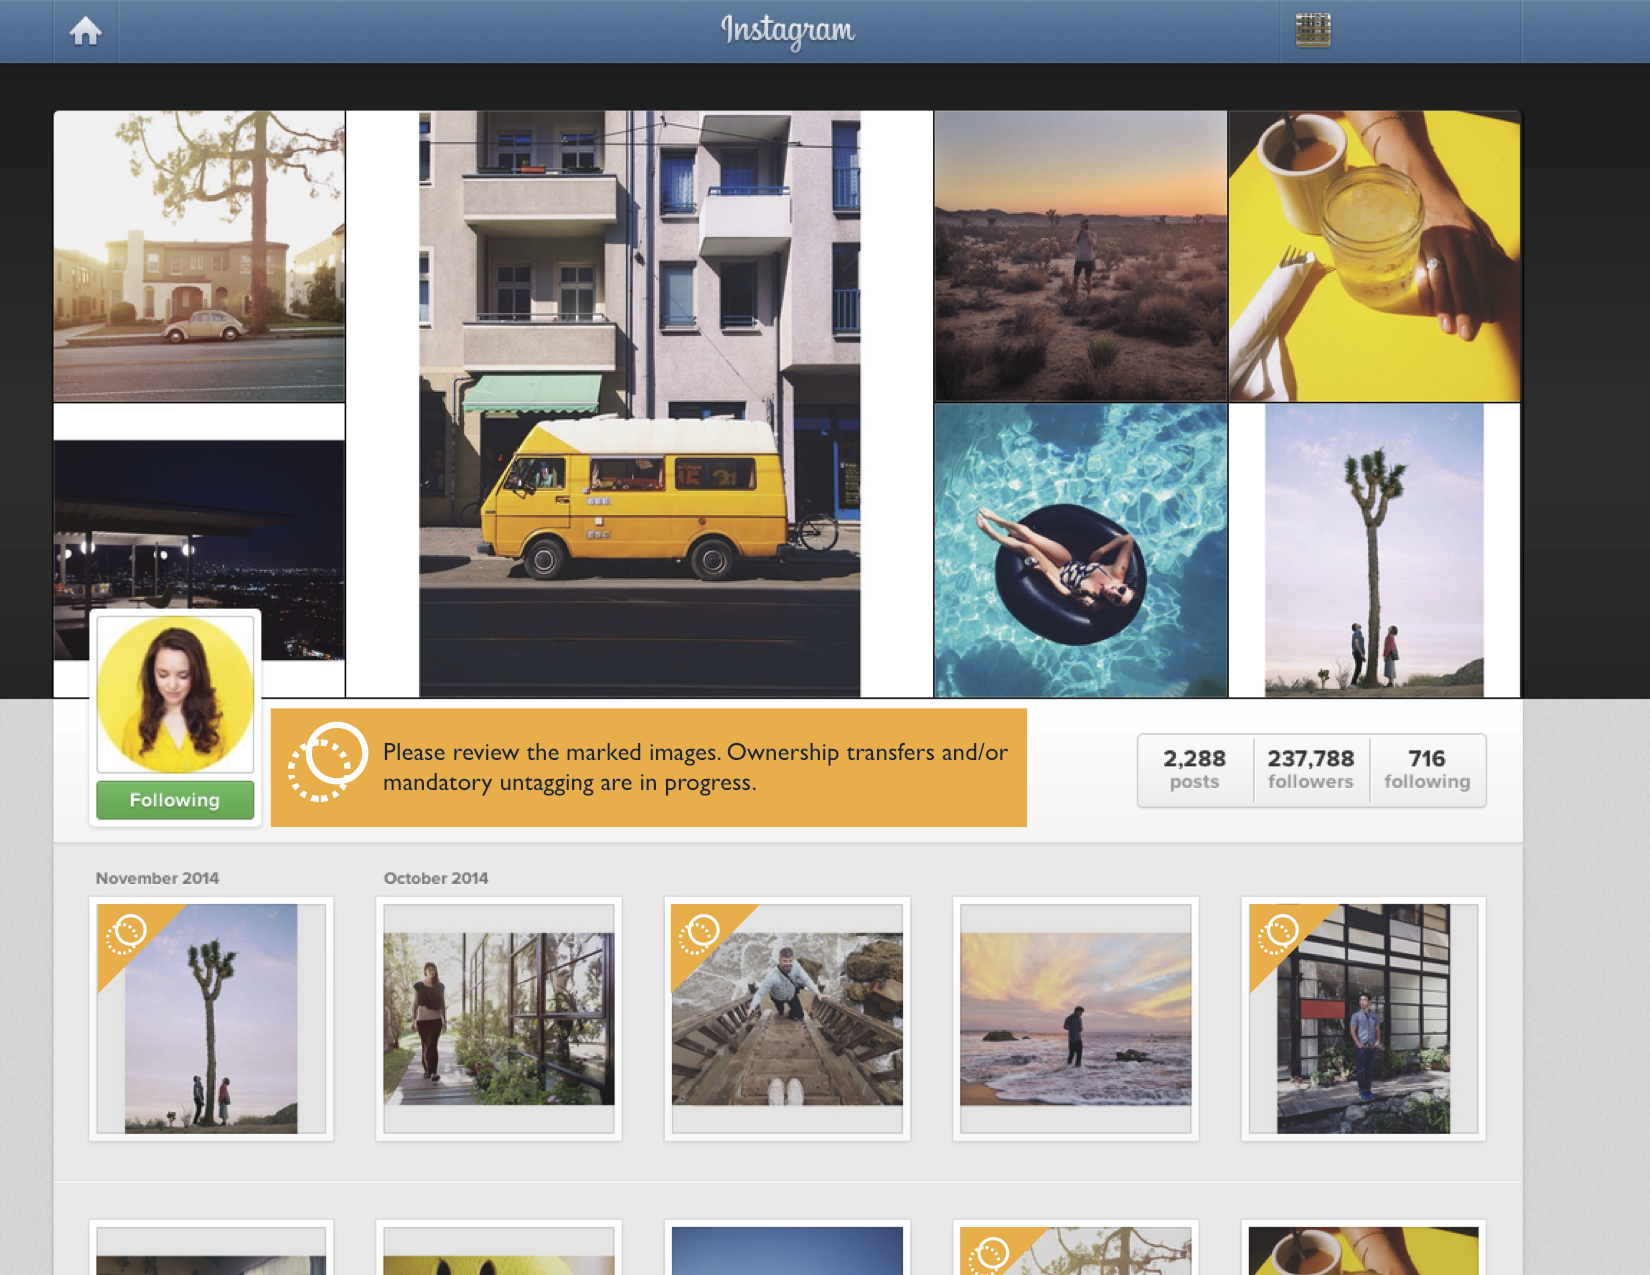 Instagram
Please review the marked images. Ownership transfers and/or
mandatory untagging are in progress.
Following
2,288
posts
237,788
followers
716
following
November 2014
October 2014